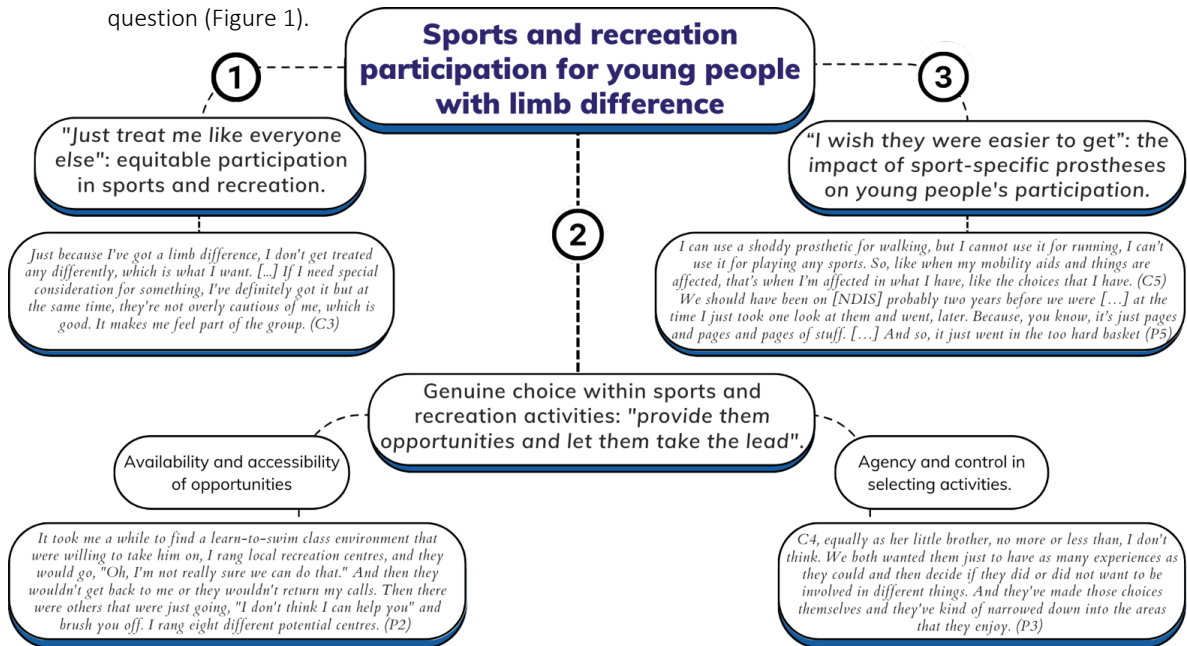 question (Figure 1).
Sports and recreation
participation for young people
with limb difference
1
"Just treat me like everyone
else": equitable participation
in sports and recreation.
Just because I've got a limb difference, I don't get treated
any differently, which is what I want. [...] If I need special
consideration for something, I've definitely got it but at
the same time, they're not overly cautious of me, which is
good. It makes me feel part of the group. (C3)
2
Genuine choice within sports and
recreation activities: "provide them
opportunities and let them take the lead".
Availability and accessibility
of opportunities
It took me a while to find a learn-to-swim class environment that
were willing to take him on, I rang local recreation centres, and they
would go, "Oh, I'm not really sure we can do that." And then they
wouldn't get back to me or they wouldn't return my calls. Then there
were others that were just going, "I don't think I can help you" and
brush you off. I rang eight different potential centres. (P2)
Agency and control in
selecting activities.
C4, equally as her little brother, no more or less than, I don't
think. We both wanted them just to have as many experiences as
they could and then decide if they did or did not want to be
involved in different things. And they've made those choices
themselves and they've kind of narrowed down into the areas
that they enjoy. (P3)
3
“I wish they were easier to get”: the
impact of sport-specific prostheses
on young people's participation.
I can use a shoddy prosthetic for walking, but I cannot use it for running, I can’t
use it for playing any sports. So, like when my mobility aids and things are
affected, that’s when I’m affected in what I have, like the choices that I have. (C5)
We should have been on [NDIS] probably two years before we were […] at the
time I just took one look at them and went, later. Because, you know, it’s just pages
and pages and pages of stuff. […] And so, it just went in the too hard basket (P5)